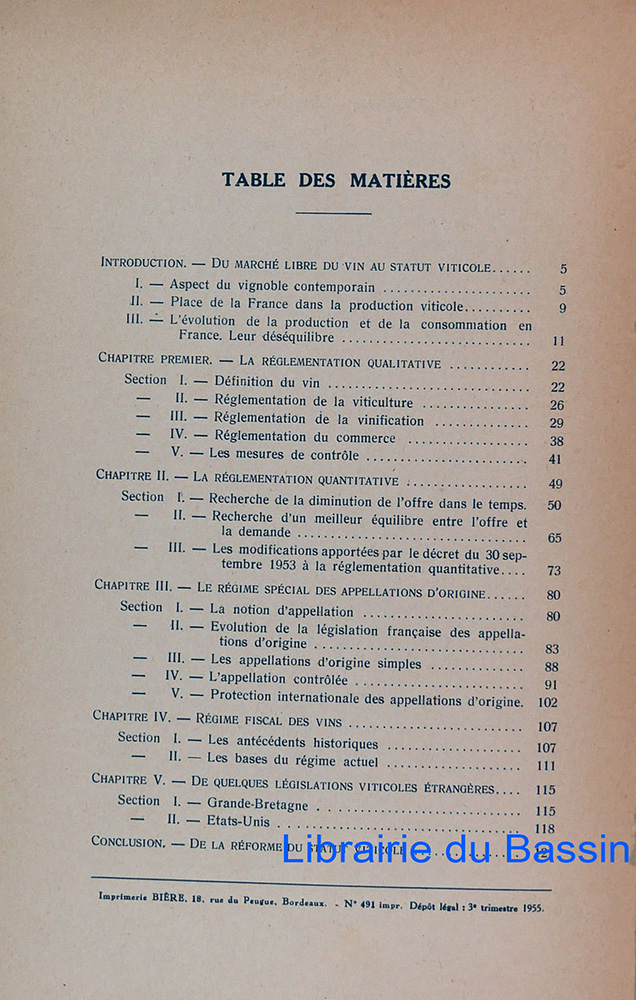 TABLE DES MATIÈRES
INTRODUCTION. — DU MARCHÉ LIBRE DU VIN AU STATUT VITICOLE...... 5
I. — Aspect du vignoble contemporain ...................... 5
II. — Place de la France dans la production viticole.......... 9
III. — L'évolution de la production et de la consommation en
France. Leur déséquilibre ............................ 11
CHAPITRE PREMIER. — LA RÉGLEMENTATION QUALITATIVE ............ 22
Section I. — Définition du vin .............................. 22
— II. — Réglementation de la viticulture ................ 26
— III. — Réglementation de la vinification .............. 29
— IV. — Réglementation du commerce .................. 38
— V. — Les mesures de contrôle ........................ 41
CHAPITRE II. — LA RÉGLEMENTATION QUANTITATIVE .................. 49
Section I. — Recherche de la diminution de l'offre dans le temps. 50
— II. — Recherche d'un meilleur équilibre entre l'offre et
la demande .................................. 65
— III. — Les modifications apportées par le décret du 30 sep-
tembre 1953 à la réglementation quantitative.... 73
CHAPITRE III. — LE RÉGIME SPÉCIAL DES APPELLATIONS D'ORIGINE...... 80
Section I. — La notion d'appellation ........................ 80
— II. — Evolution de la législation française des appella-
tions d'origine ................................ 83
— III. — Les appellations d'origine simples .............. 88
— IV. — L'appellation contrôlée ......................... 91
— V. — Protection internationale des appellations d'origine. 102
CHAPITRE IV. — RÉGIME FISCAL DES VINS .......................... 107
Section I. — Les antécédents historiques .................... 107
— II. — Les bases du régime actuel .................... 111
CHAPITRE V. — DE QUELQUES LÉGISLATIONS VITICOLES ÉTRANGÈRES.... 115
Section I. — Grande-Bretagne .............................. 115
— II. — Etats-Unis .................................... 118
CONCLUSION. — DE LA RÉFORME DU STATUT VITICOLE ................
Librairie du Bassin
Imprimerie BIÈRE, 18, rue du Peugue, Bordeaux. - N° 491 impr. Dépôt légal : 3e trimestre 1955.